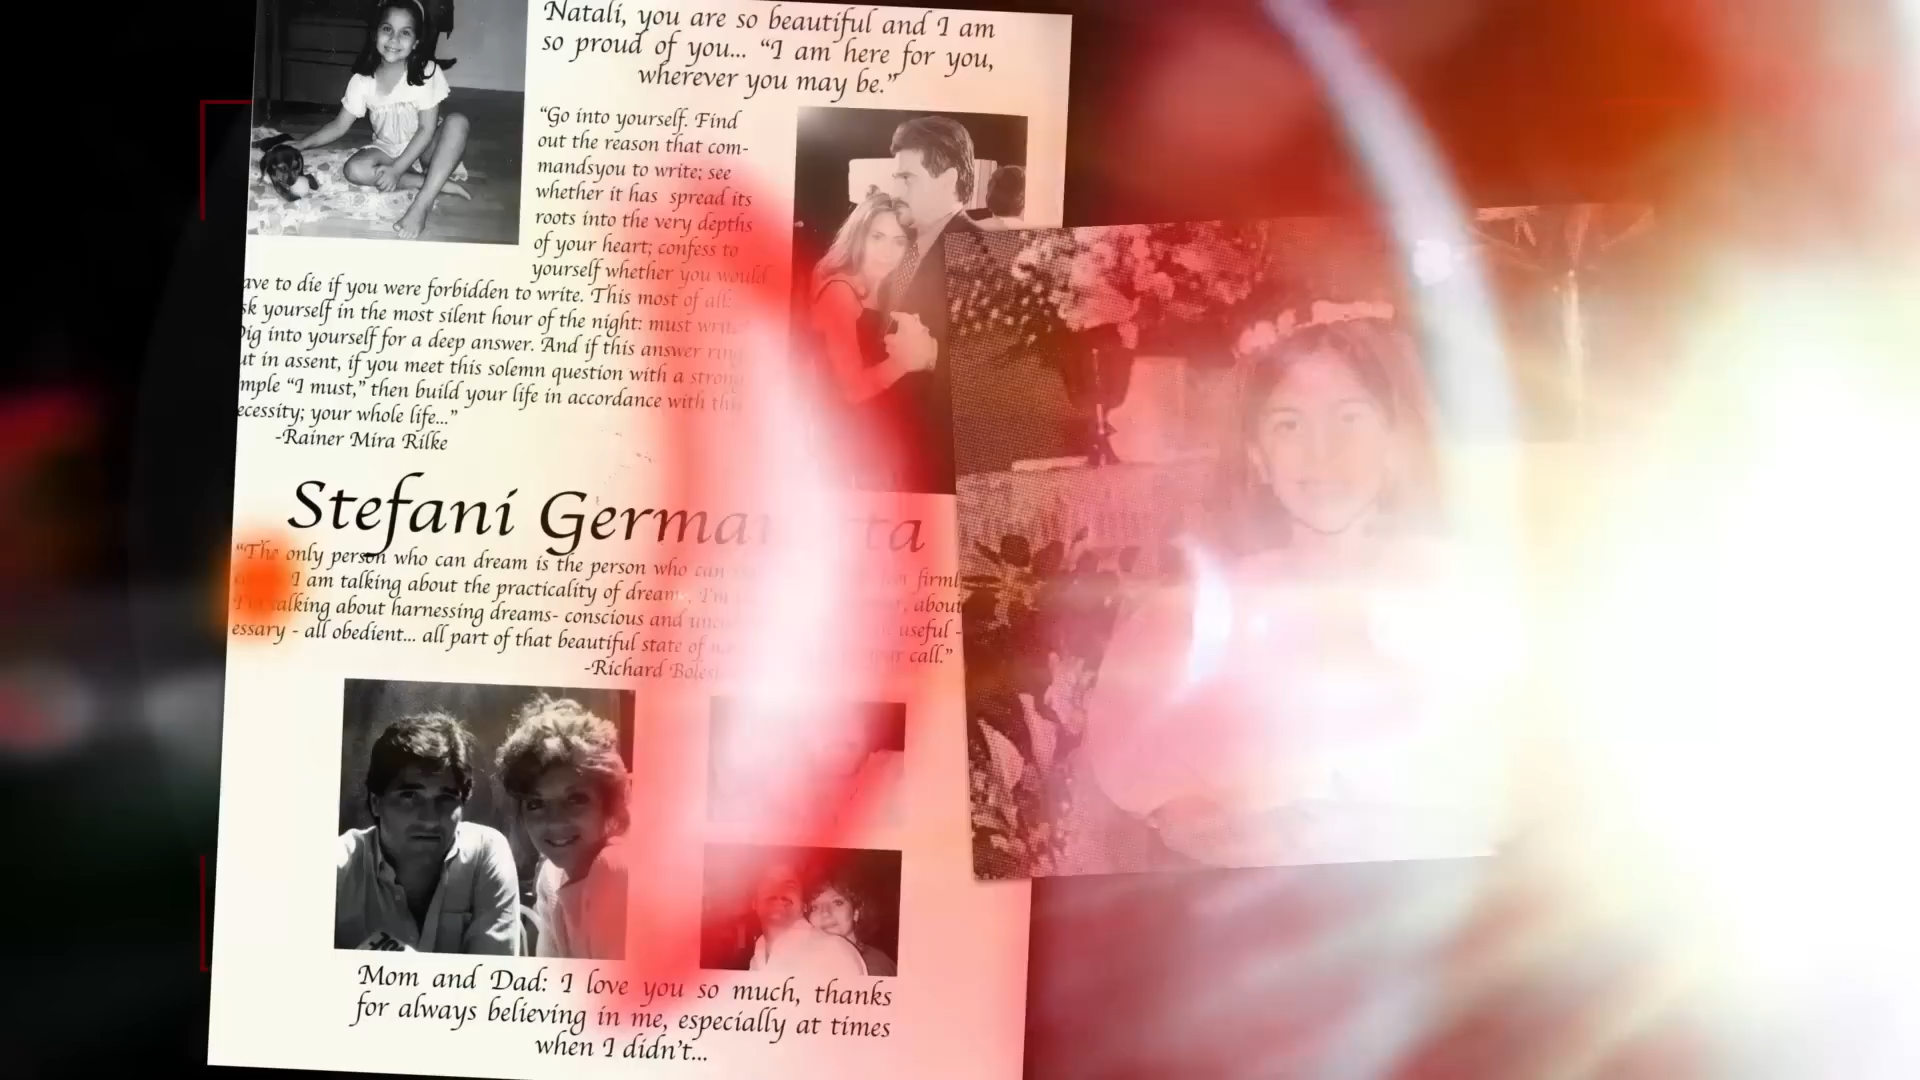 Natali, you are so beautiful and I am
so proud of you... "I am here for you,
wherever you may be."
"Go into yourself. Find
out the reason that com-
mandsyou to write; see
whether it has spread its
roots into the very depths
of your heart; confess to
yourself whether you would
ave to die if you were forbidden to write. This most of all:
sk yourself in the most silent hour of the night: must
ig into yourself for a deep answer. And if this answer
ut in assent, if you meet this solemn question with a
mple "I must," then build your life in accordance with
ecessity; your whole life..."
-Rainer Mira Rilke
Stefani
"The only person who can dream is the person who can firml
I am talking about the practicality of about
talking about harnessing dreams- conscious and useful -
essary - all obedient... all part of that beautiful state of call."
-Richard
Mom and Dad: I love you so much, thanks
for always believing in me, especially at times
when I didn't...